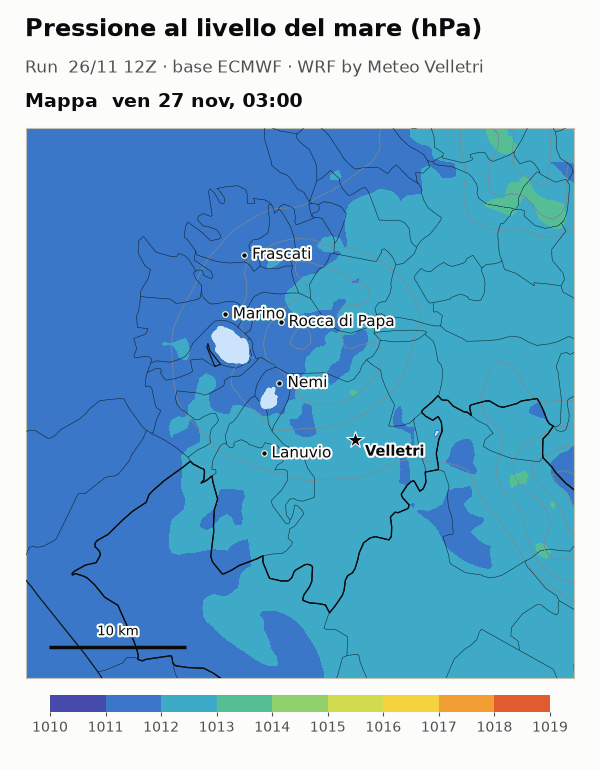 Pressione al livello del mare (hPa)
Run  26/11 12Z · base ECMWF · WRF by Meteo Velletri
Mappa  ven 27 nov, 03:00
Frascati
Marino
Rocca di Papa
Nemi
Velletri
Lanuvio
10 km
1010 1011 1012 1013 1014 1015 1016 1017 1018 1019